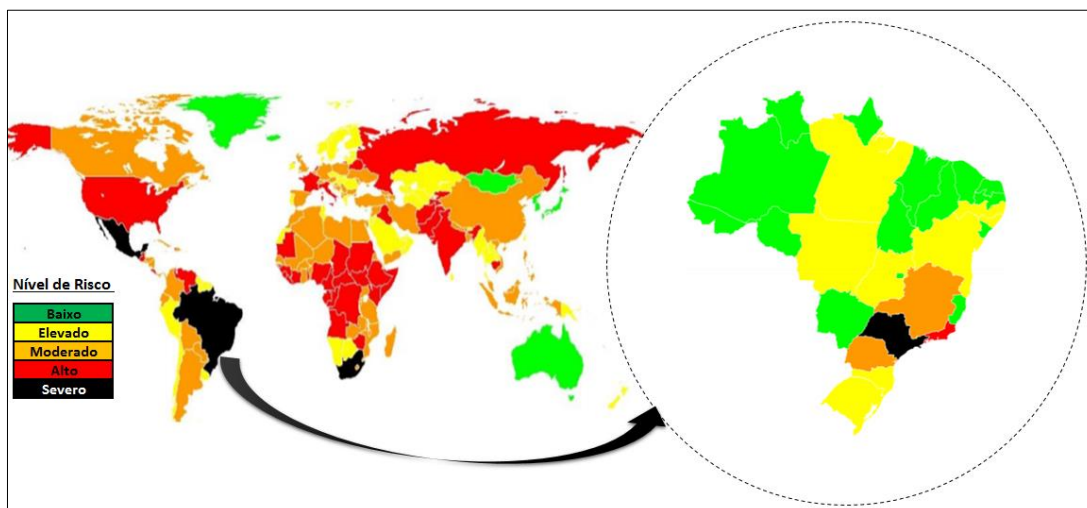 Nível de Risco
Baixo
Elevado
Moderado
Alto
Severo